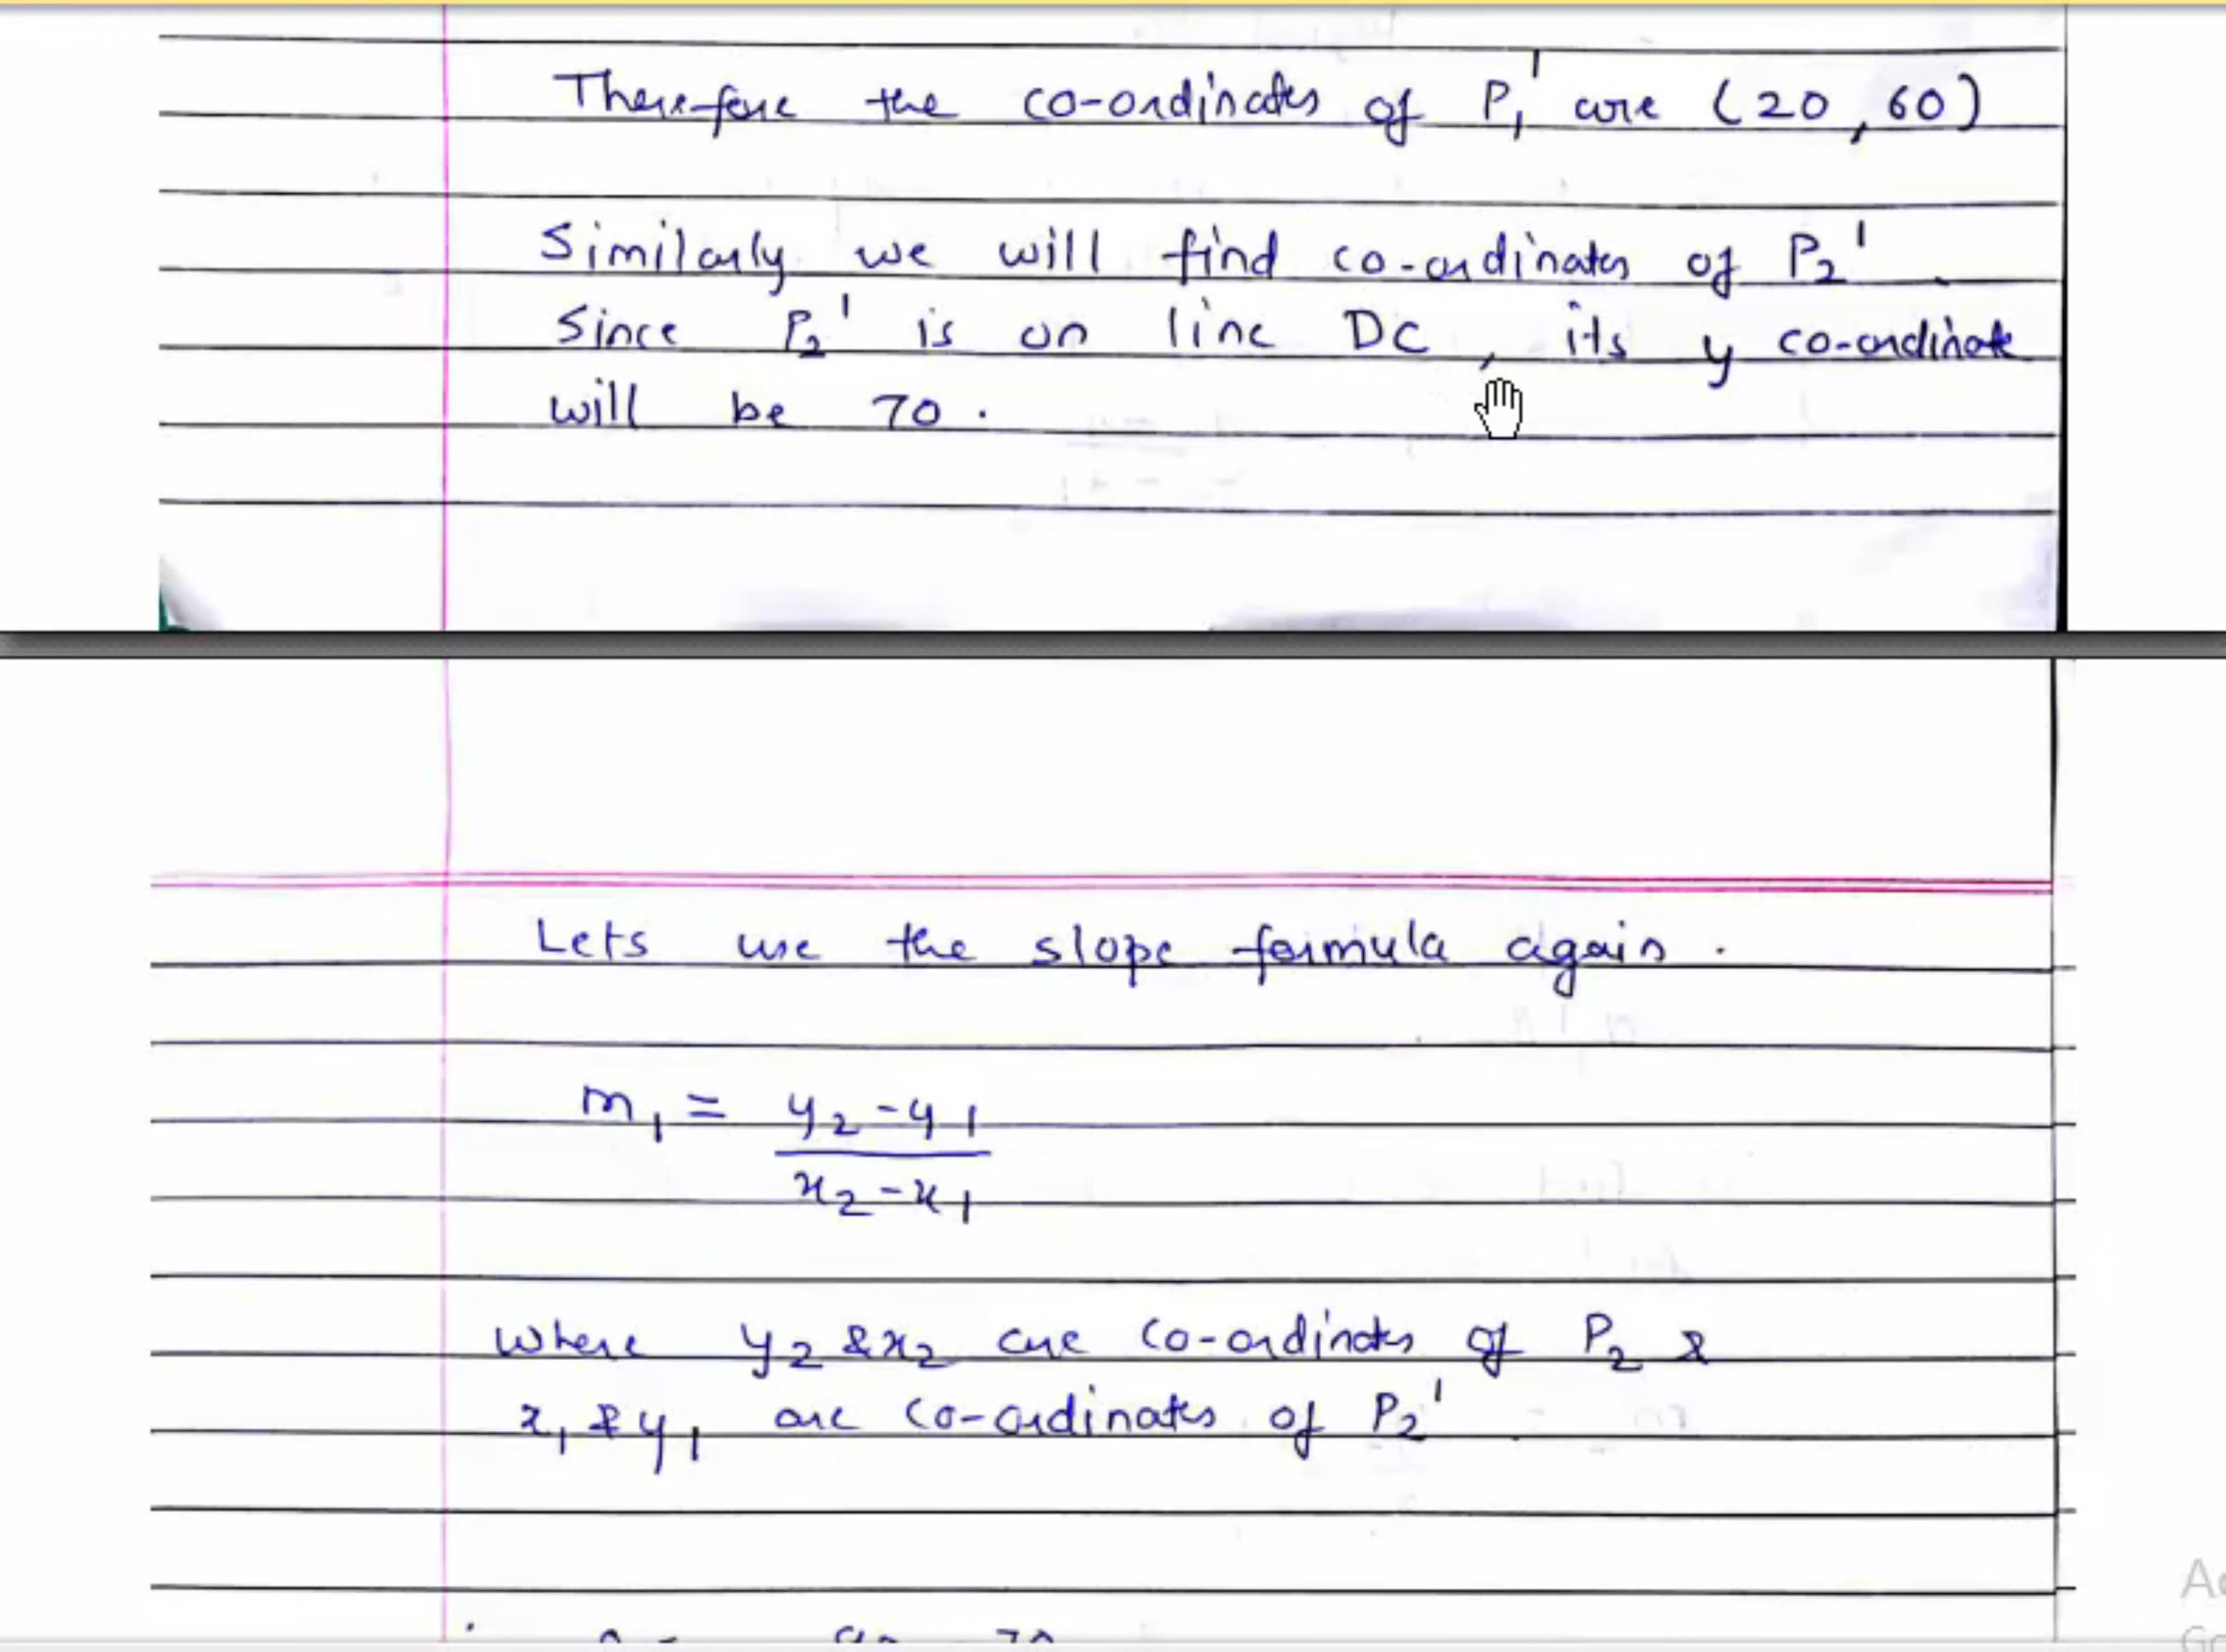 Therefore the co-ordinates of P₁' are (20, 60)
Similarly we will find co-ordinates of P₂'.
Since P₂' is on line DC, its y co-ordinate
will be 70.
Lets use the slope formula again.
m₁ = y₂-y₁
x₂-x₁
Where y₂ & x₂ are co-ordinates of P₂ &
x₁ & y₁ are co-ordinates of P₂'